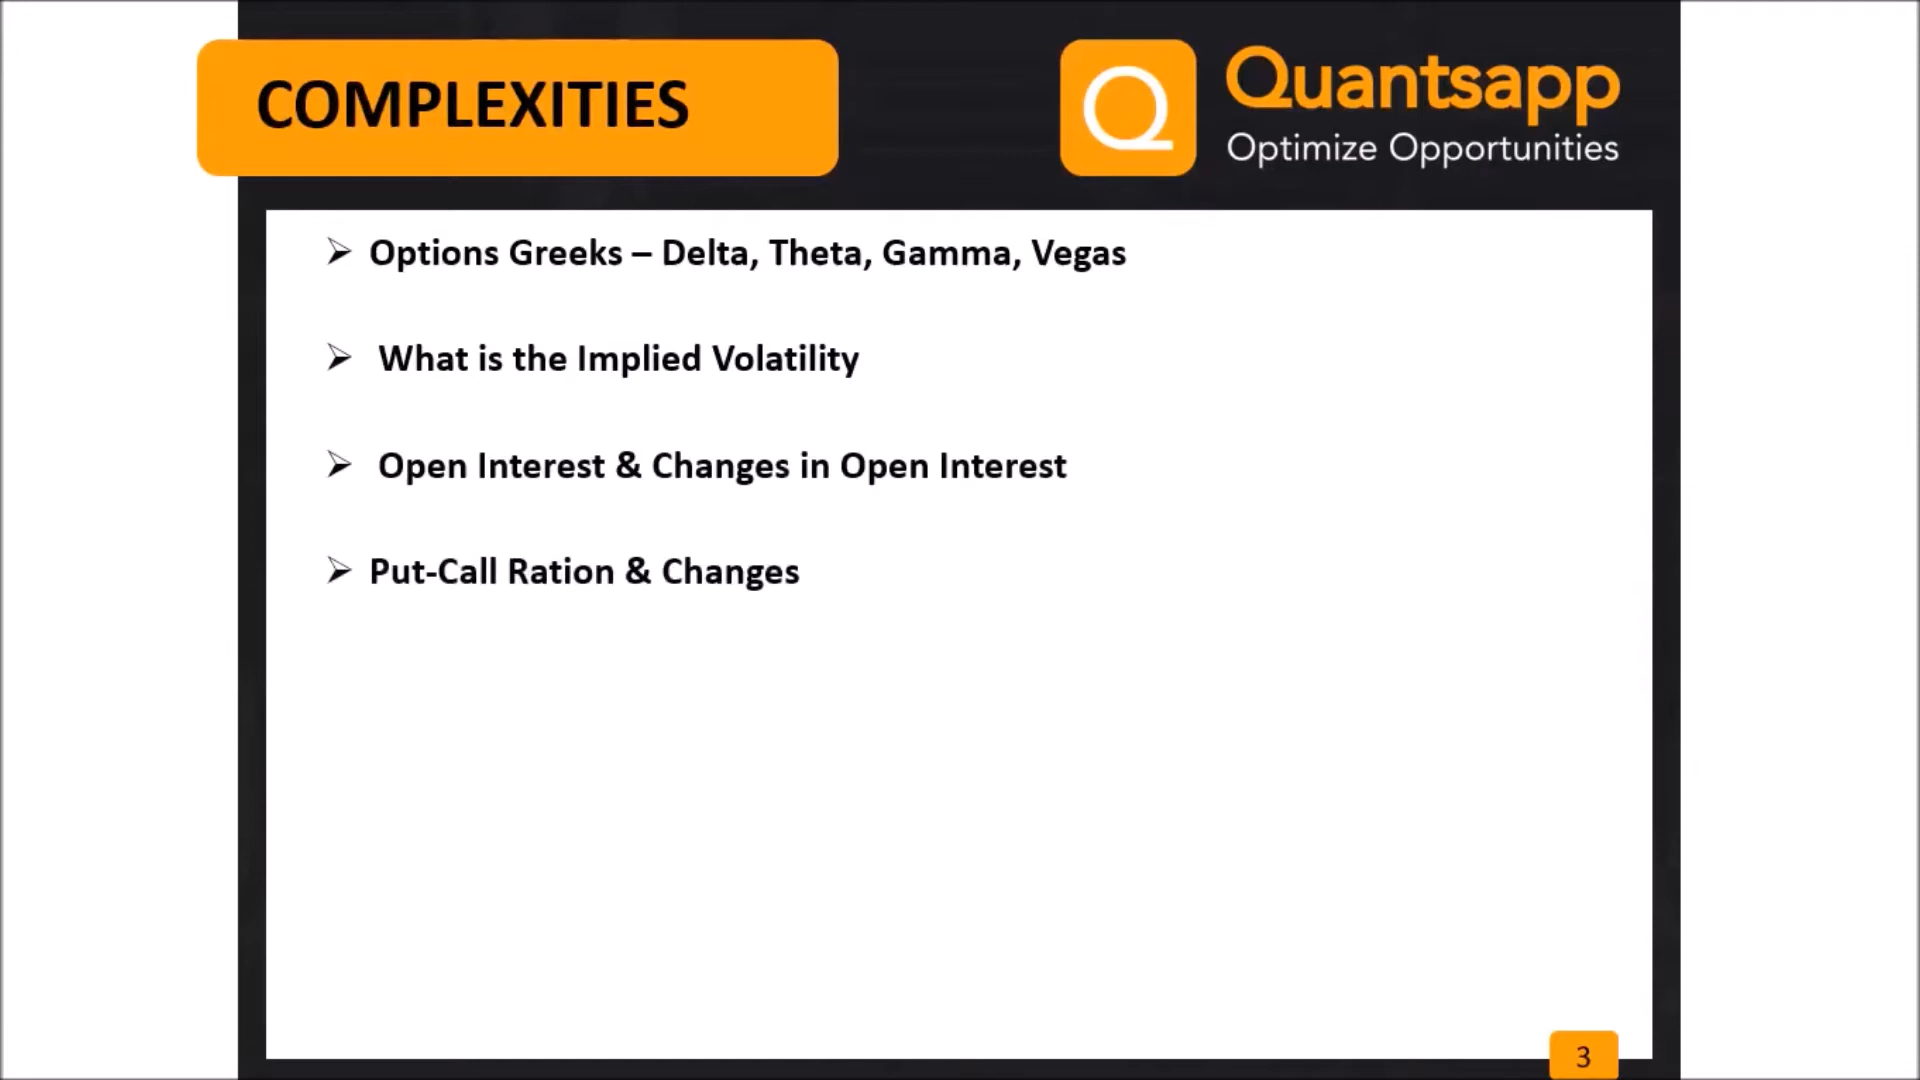 COMPLEXITIES
Q
Quantsapp
Optimize Opportunities
➢ Options Greeks – Delta, Theta, Gamma, Vegas
➢ What is the Implied Volatility
➢ Open Interest & Changes in Open Interest
➢ Put-Call Ration & Changes
3